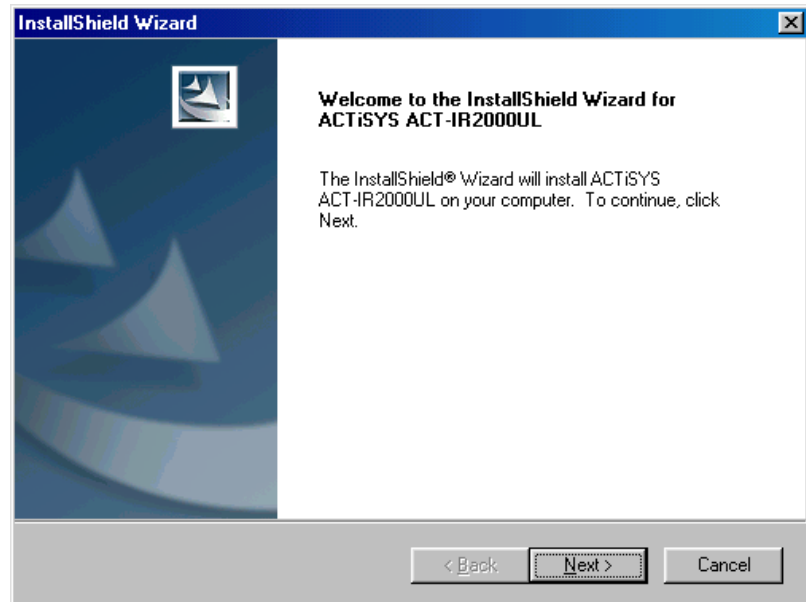 InstallShield Wizard
Welcome to the InstallShield Wizard for
ACTiSYS ACT-IR2000UL
The InstallShield® Wizard will install ACTiSYS
ACT-IR2000UL on your computer. To continue, click
Next.
< Back
Next >
Cancel